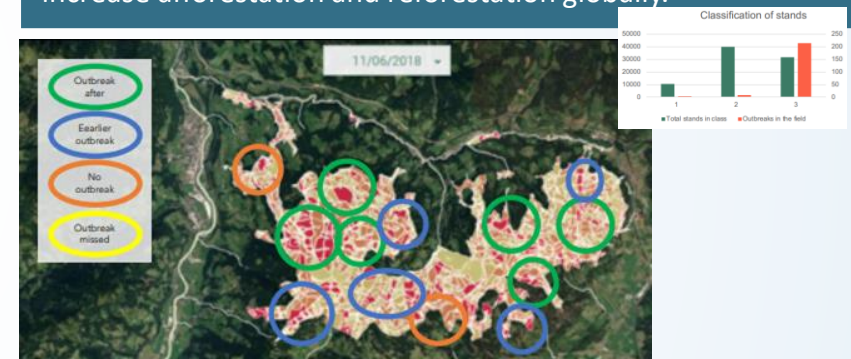 increase afforestation and reforestation globally.
Classification of stands
50000
40000
30000
20000
10000
0
250
200
150
100
50
0
1 2 3
Total stands in class Outbreaks in the field
11/06/2018
Outbreak
after
Eearlier
outbreak
No
outbreak
Outbreak
missed